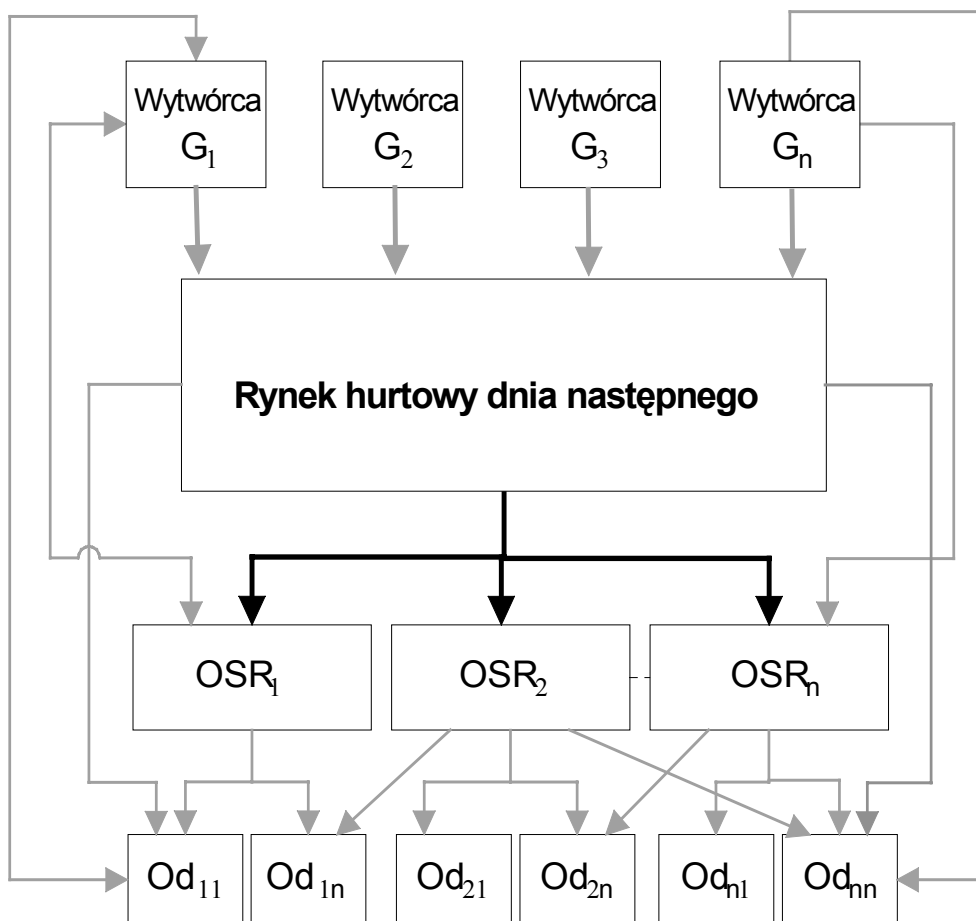 Wytwórca Wytwórca Wytwórca Wytwórca
G1 G2 G3 Gn
Rynek hurtowy dnia następnego
OSR1 OSR2 OSRn
Od11 Od1n Od21 Od2n Odn1 Odnn